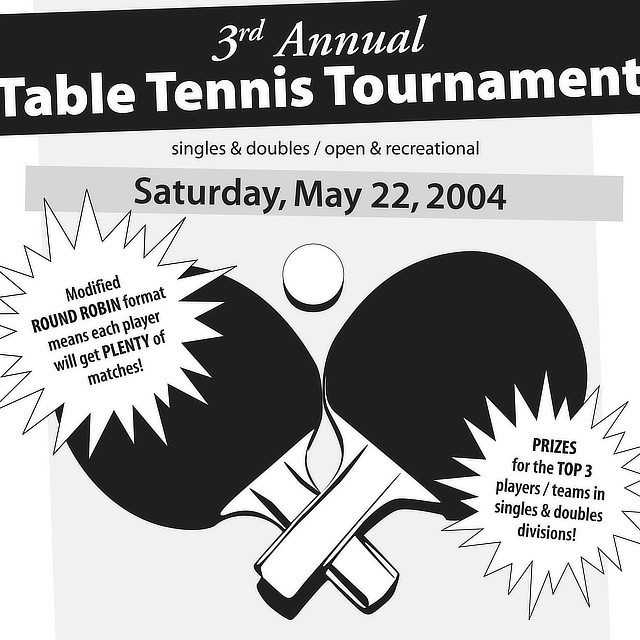 3rd Annual
Table Tennis Tournament
singles & doubles / open & recreational
Saturday, May 22, 2004
Modified
ROUND ROBIN format
means each player
will get PLENTY of
matches!
PRIZES
for the TOP 3
players / teams in
singles & doubles
divisions!